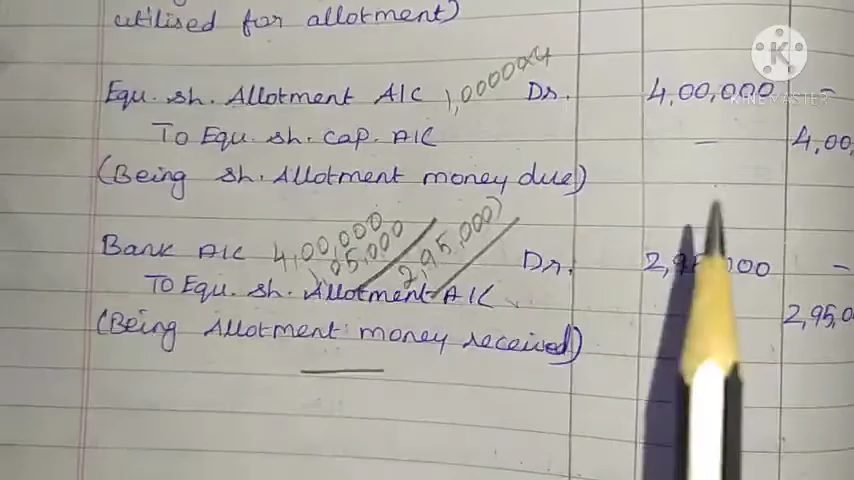 utilised for allotment)
Equ. sh. Allotment A/C 1,00000x4 Dr. 4,00,000 -
To Equ. sh. cap. A/C - 4,00,
(Being sh. Allotment money due)
4,00,000
1,05,000
2,95,000)
Bank A/C Dr. 000 -
To Equ. sh. Allotment A/C 2,95,0
(Being Allotment money received)
K
KINEMASTER